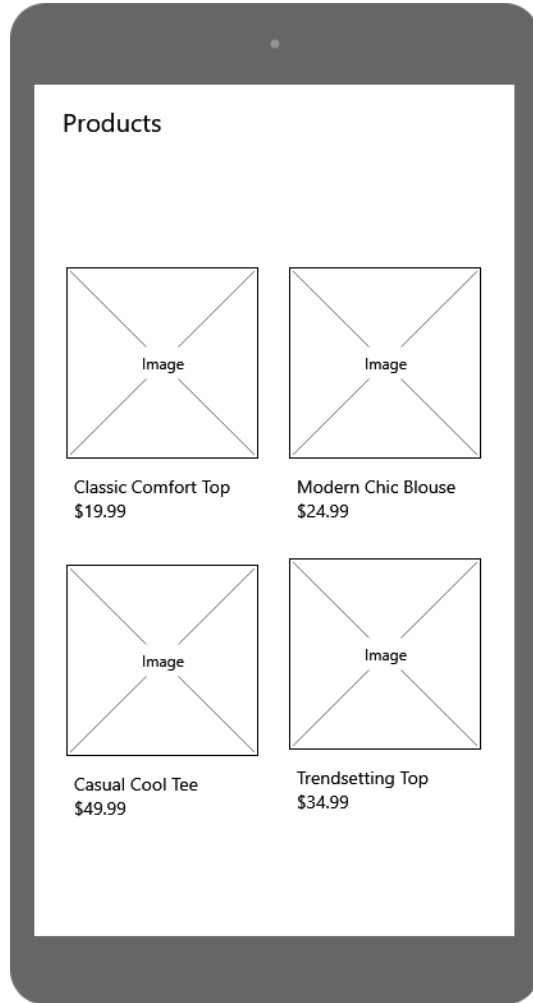 Products
Image
Image
Classic Comfort Top
$19.99
Modern Chic Blouse
$24.99
Image
Image
Casual Cool Tee
$49.99
Trendsetting Top
$34.99